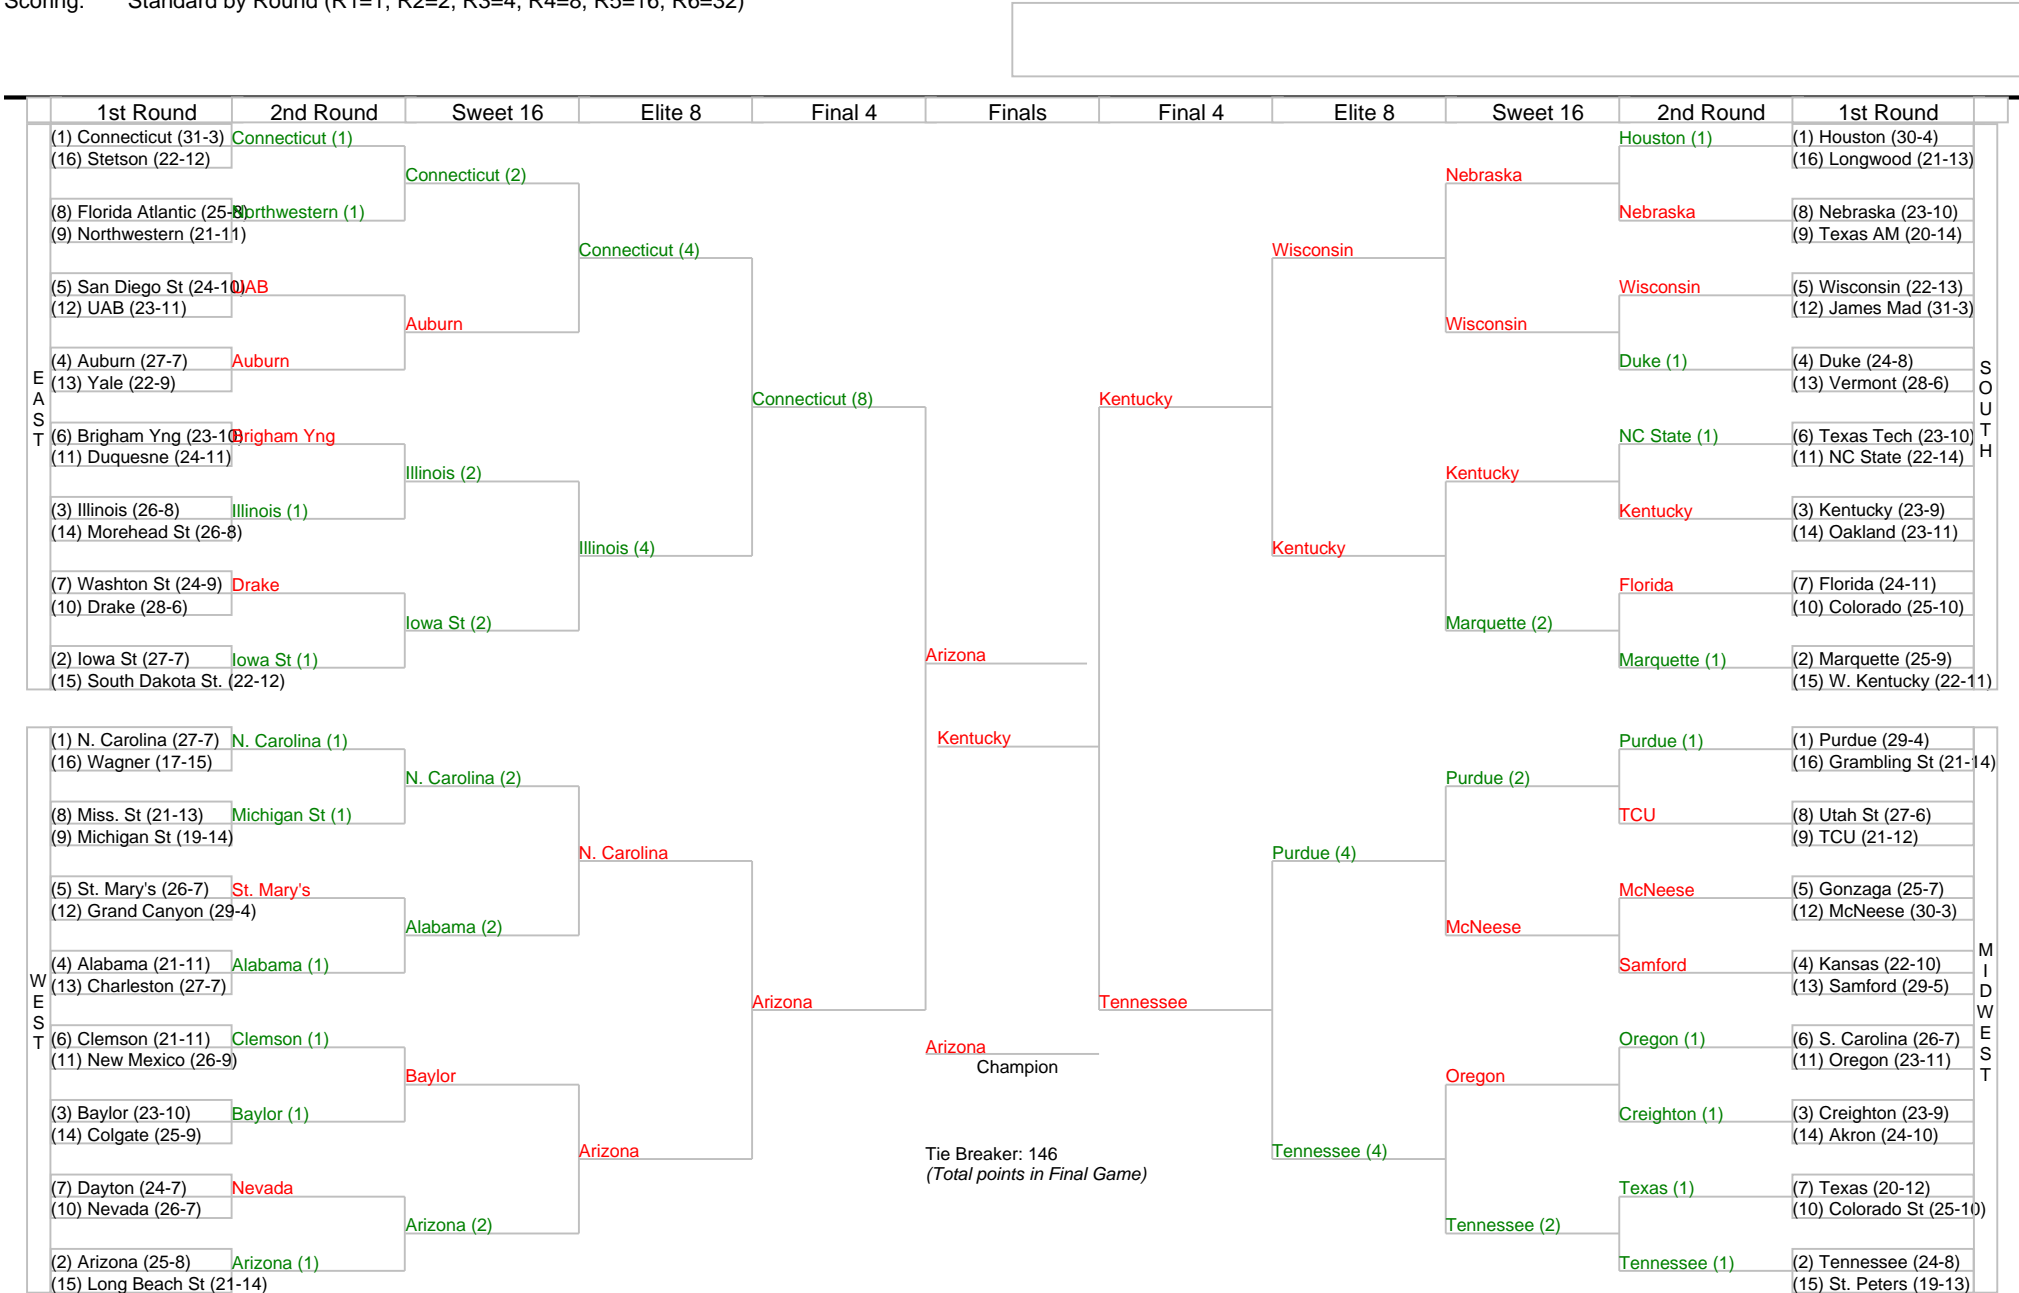 Scoring: Standard by Round (R1=1, R2=2, R3=4, R4=8, R5=16, R6=32)
1st Round 2nd Round Sweet 16 Elite 8 Final 4 Finals Final 4 Elite 8 Sweet 16 2nd Round 1st Round
EAST
(1) Connecticut (31-3)
(16) Stetson (22-12)
(8) Florida Atlantic (25-8)
(9) Northwestern (21-11)
(5) San Diego St (24-10)
(12) UAB (23-11)
(4) Auburn (27-7)
(13) Yale (22-9)
(6) Brigham Yng (23-10)
(11) Duquesne (24-11)
(3) Illinois (26-8)
(14) Morehead St (26-8)
(7) Washton St (24-9)
(10) Drake (28-6)
(2) Iowa St (27-7)
(15) South Dakota St. (22-12)
Connecticut (1)
Northwestern (1)
UAB
Auburn
Brigham Yng
Illinois (1)
Drake
Iowa St (1)
Connecticut (2)
Auburn
Illinois (2)
Iowa St (2)
Connecticut (4)
Illinois (4)
Connecticut (8)
WEST
(1) N. Carolina (27-7)
(16) Wagner (17-15)
(8) Miss. St (21-13)
(9) Michigan St (19-14)
(5) St. Mary's (26-7)
(12) Grand Canyon (29-4)
(4) Alabama (21-11)
(13) Charleston (27-7)
(6) Clemson (21-11)
(11) New Mexico (26-9)
(3) Baylor (23-10)
(14) Colgate (25-9)
(7) Dayton (24-7)
(10) Nevada (26-7)
(2) Arizona (25-8)
(15) Long Beach St (21-14)
N. Carolina (1)
Michigan St (1)
St. Mary's
Alabama (1)
Clemson (1)
Baylor (1)
Nevada
Arizona (1)
N. Carolina (2)
Alabama (2)
Baylor
Arizona (2)
N. Carolina
Arizona
Arizona
Arizona
Kentucky
Arizona
Champion
Tie Breaker: 146
(Total points in Final Game)
Kentucky
Wisconsin
Kentucky
Nebraska
Wisconsin
Kentucky
Marquette (2)
Houston (1)
Nebraska
Wisconsin
Duke (1)
NC State (1)
Kentucky
Florida
Marquette (1)
(1) Houston (30-4)
(16) Longwood (21-13)
(8) Nebraska (23-10)
(9) Texas AM (20-14)
(5) Wisconsin (22-13)
(12) James Mad (31-3)
(4) Duke (24-8)
(13) Vermont (28-6)
(6) Texas Tech (23-10)
(11) NC State (22-14)
(3) Kentucky (23-9)
(14) Oakland (23-11)
(7) Florida (24-11)
(10) Colorado (25-10)
(2) Marquette (25-9)
(15) W. Kentucky (22-11)
SOUTH
Tennessee
Purdue (4)
Tennessee (4)
Purdue (2)
McNeese
Oregon
Tennessee (2)
Purdue (1)
TCU
McNeese
Samford
Oregon (1)
Creighton (1)
Texas (1)
Tennessee (1)
(1) Purdue (29-4)
(16) Grambling St (21-14)
(8) Utah St (27-6)
(9) TCU (21-12)
(5) Gonzaga (25-7)
(12) McNeese (30-3)
(4) Kansas (22-10)
(13) Samford (29-5)
(6) S. Carolina (26-7)
(11) Oregon (23-11)
(3) Creighton (23-9)
(14) Akron (24-10)
(7) Texas (20-12)
(10) Colorado St (25-10)
(2) Tennessee (24-8)
(15) St. Peters (19-13)
MIDWEST